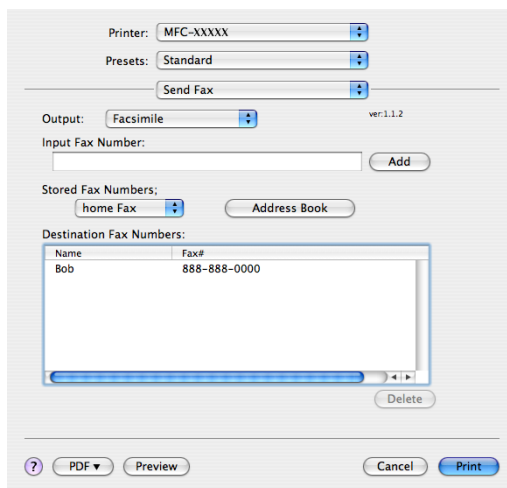 Printer: MFC-XXXXX
Presets: Standard
Send Fax
Output: Facsimile ver:1.1.2
Input Fax Number:
Add
Stored Fax Numbers;
home Fax Address Book
Destination Fax Numbers:
Name Fax#
Bob 888-888-0000
Delete
? PDF▼ Preview Cancel Print